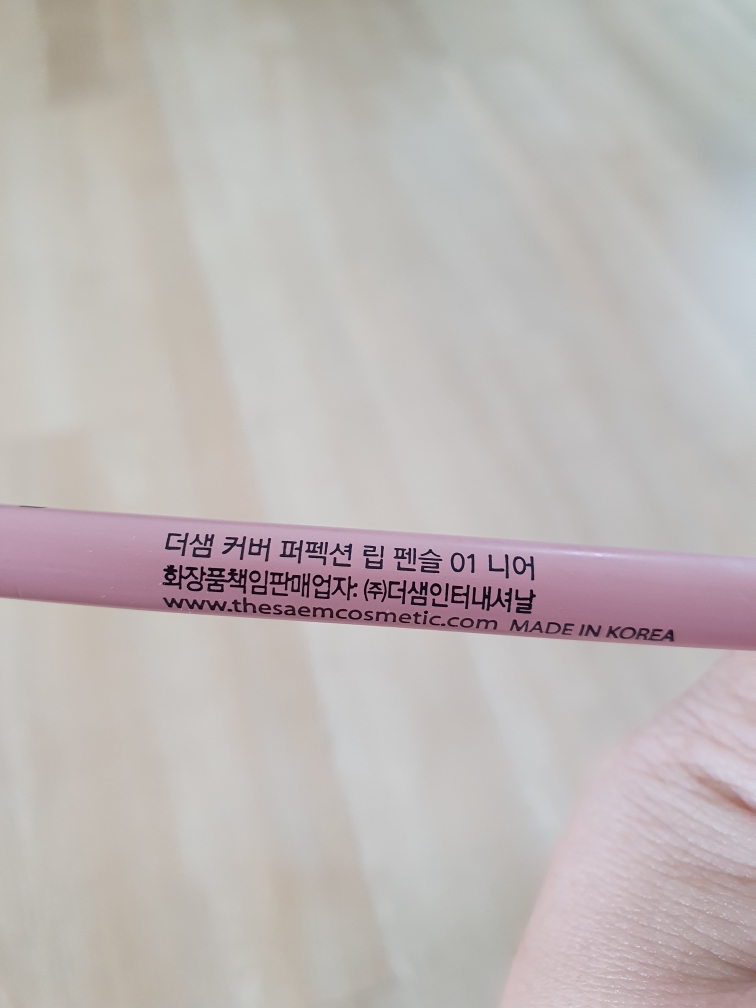 더샘 커버 퍼펙션 립 펜슬 01 니어
화장품책임판매업자: ㈜더샘인터내셔날
www.thesaemcosmetic.com MADE IN KOREA